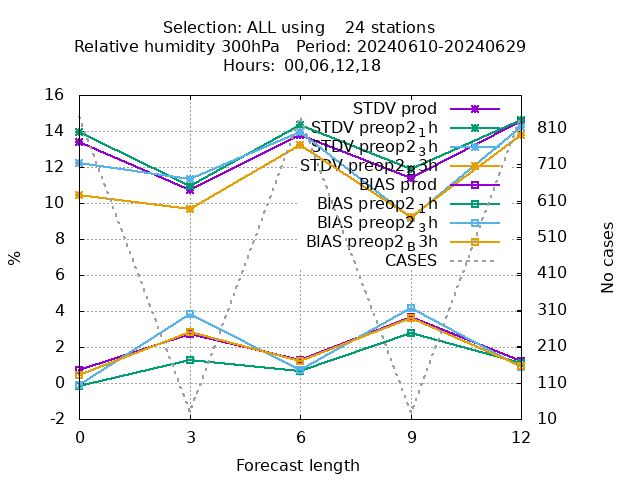 Selection: ALL using    24 stations
Relative humidity 300hPa   Period: 20240610-20240629
Hours: 00,06,12,18
16
14
12
10
8
6
4
2
0
-2
%
STDV prod
STDV preop2_1h
STDV preop2_3h
STDV preop2_B3h
BIAS prod
BIAS preop2_1h
BIAS preop2_3h
BIAS preop2_B3h
CASES
810
710
610
510
410
310
210
110
10
No cases
0 3 6 9 12
Forecast length